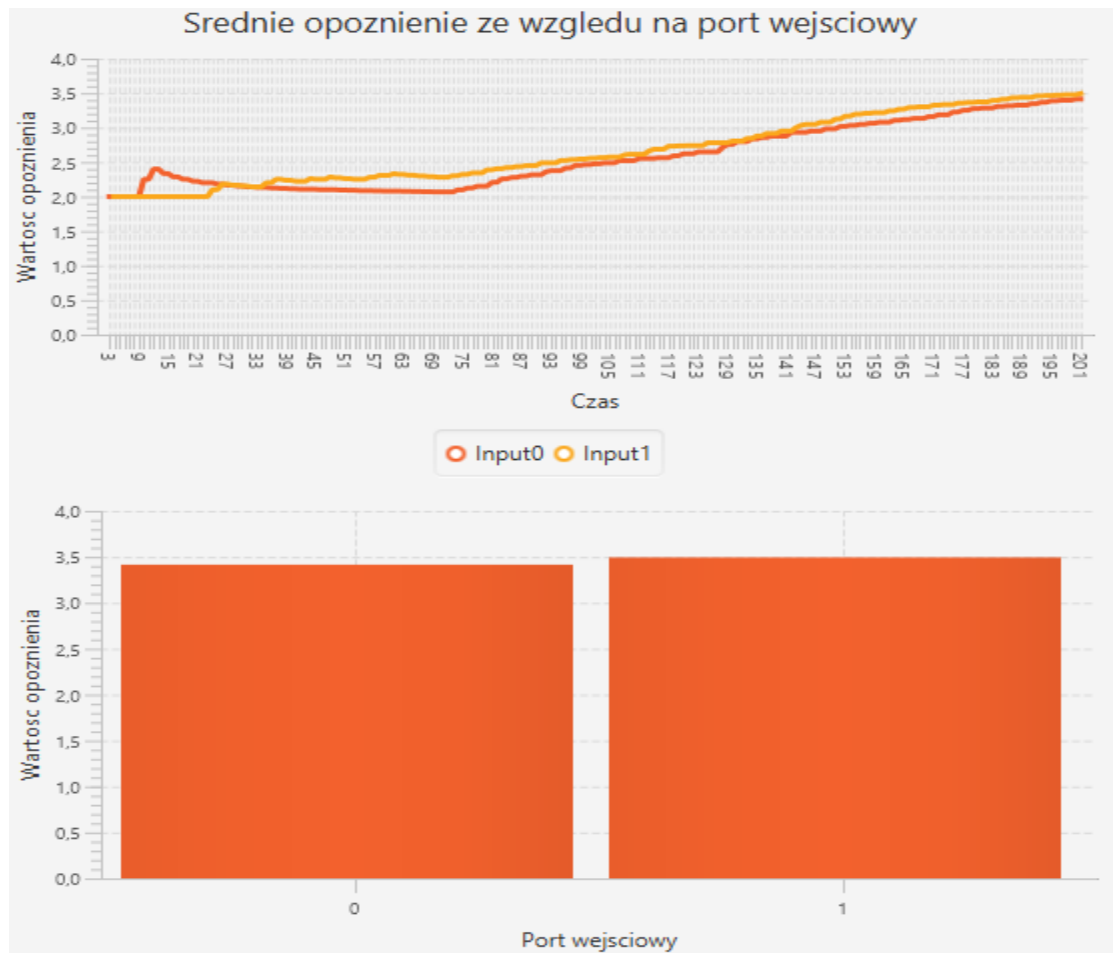 Srednie opoznienie ze wzgledu na port wejsciowy
4,0
3,5
3,0
2,5
2,0
1,5
1,0
0,5
0,0
Wartosc opoznienia
3 9 15 21 27 33 39 45 51 57 63 69 75 81 87 93 99 105 111 117 123 129 135 141 147 153 159 165 171 177 183 189 195 201
Czas
Input0 Input1
4,0
3,5
3,0
2,5
2,0
1,5
1,0
0,5
0,0
Wartosc opoznienia
0 1
Port wejsciowy